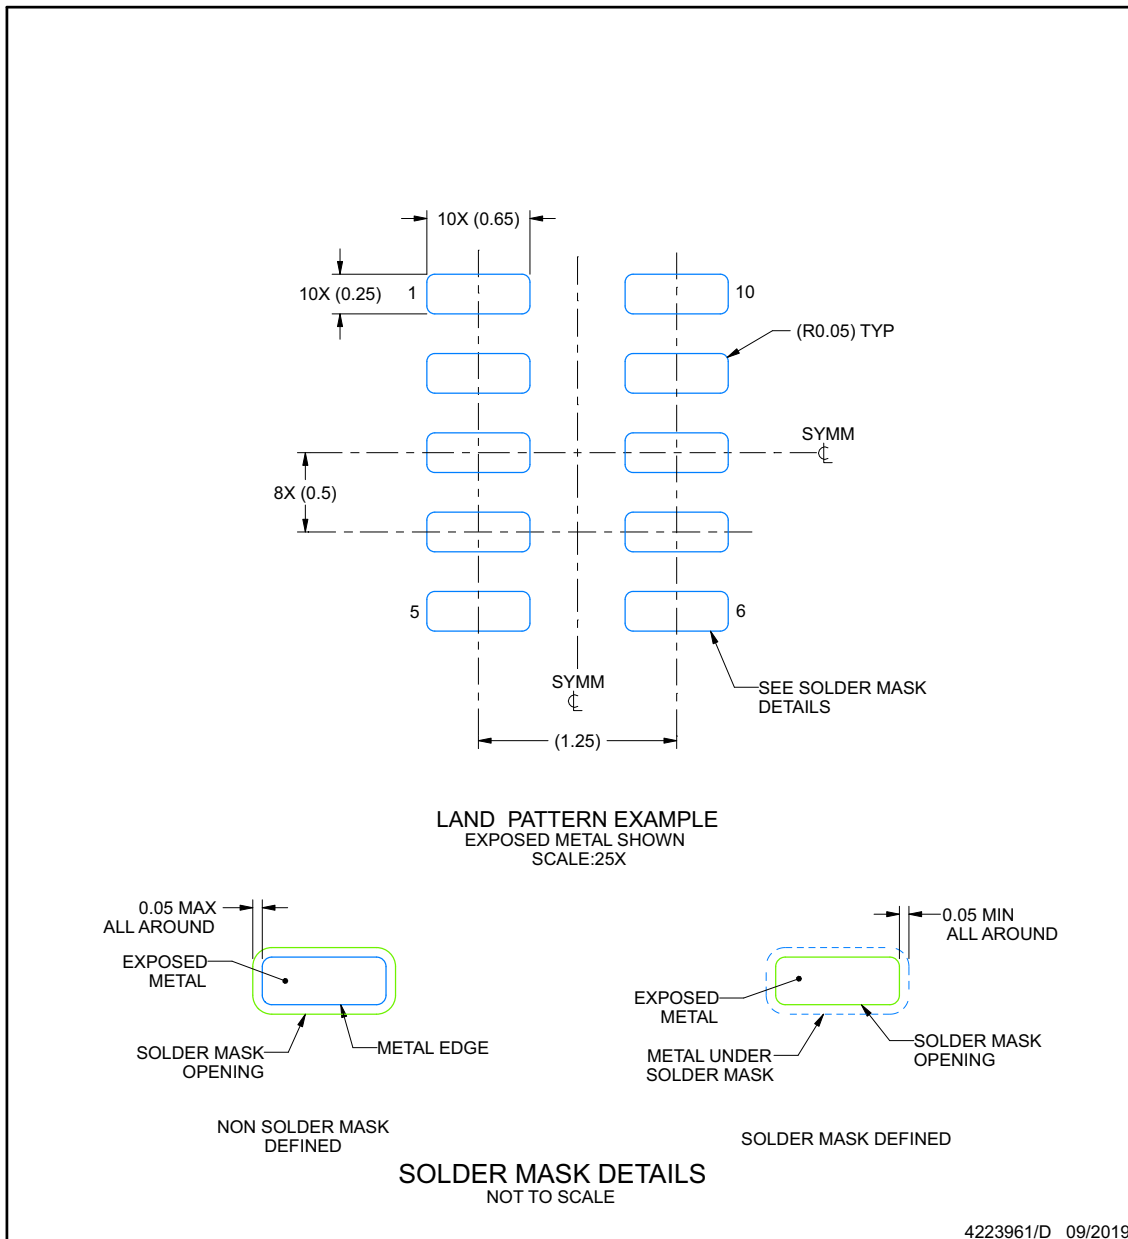 10X (0.65)
10X (0.25)
1
10
(R0.05) TYP
SYMM
8X (0.5)
5
6
SYMM
SEE SOLDER MASK
DETAILS
(1.25)
LAND PATTERN EXAMPLE
EXPOSED METAL SHOWN
SCALE:25X
0.05 MAX
ALL AROUND
EXPOSED
METAL
SOLDER MASK
OPENING
METAL EDGE
NON SOLDER MASK
DEFINED
0.05 MIN
ALL AROUND
EXPOSED
METAL
METAL UNDER
SOLDER MASK
SOLDER MASK
OPENING
SOLDER MASK DEFINED
SOLDER MASK DETAILS
NOT TO SCALE
4223961/D 09/2019